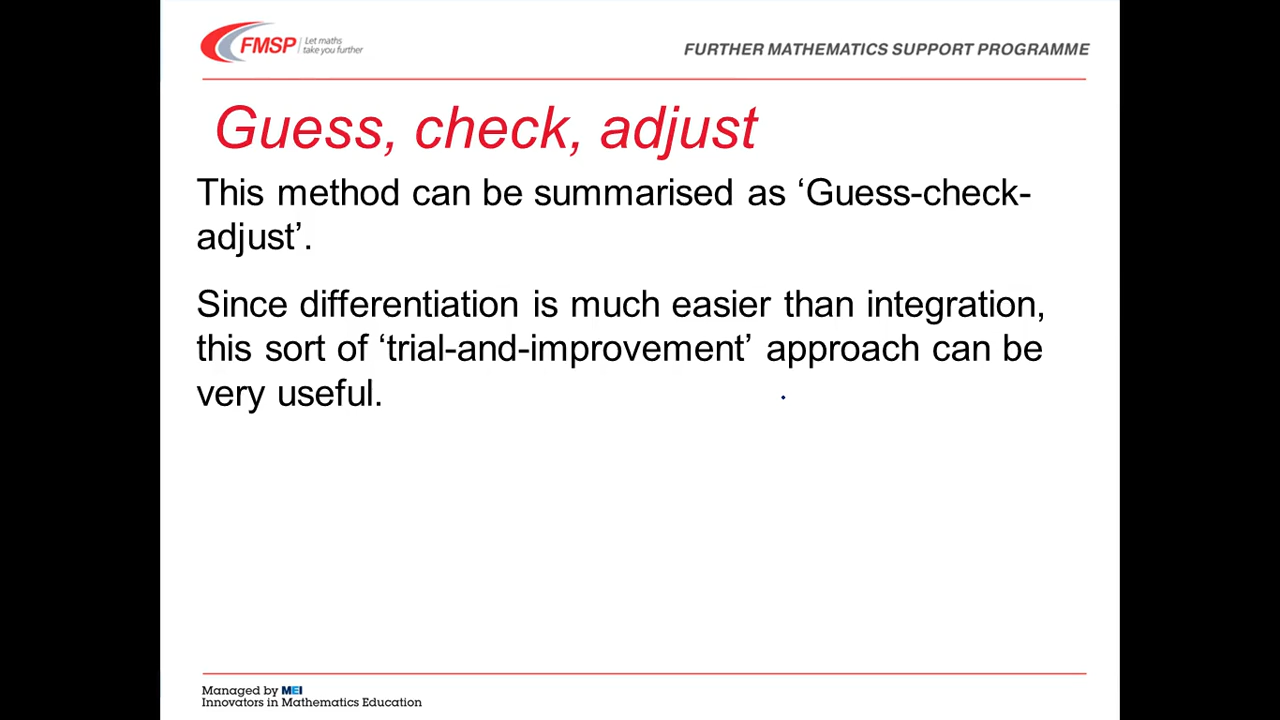 FMSP Let maths
take you further
FURTHER MATHEMATICS SUPPORT PROGRAMME
Guess, check, adjust
This method can be summarised as ‘Guess-check-
adjust’.
Since differentiation is much easier than integration,
this sort of ‘trial-and-improvement’ approach can be
very useful.
Managed by MEI
Innovators in Mathematics Education